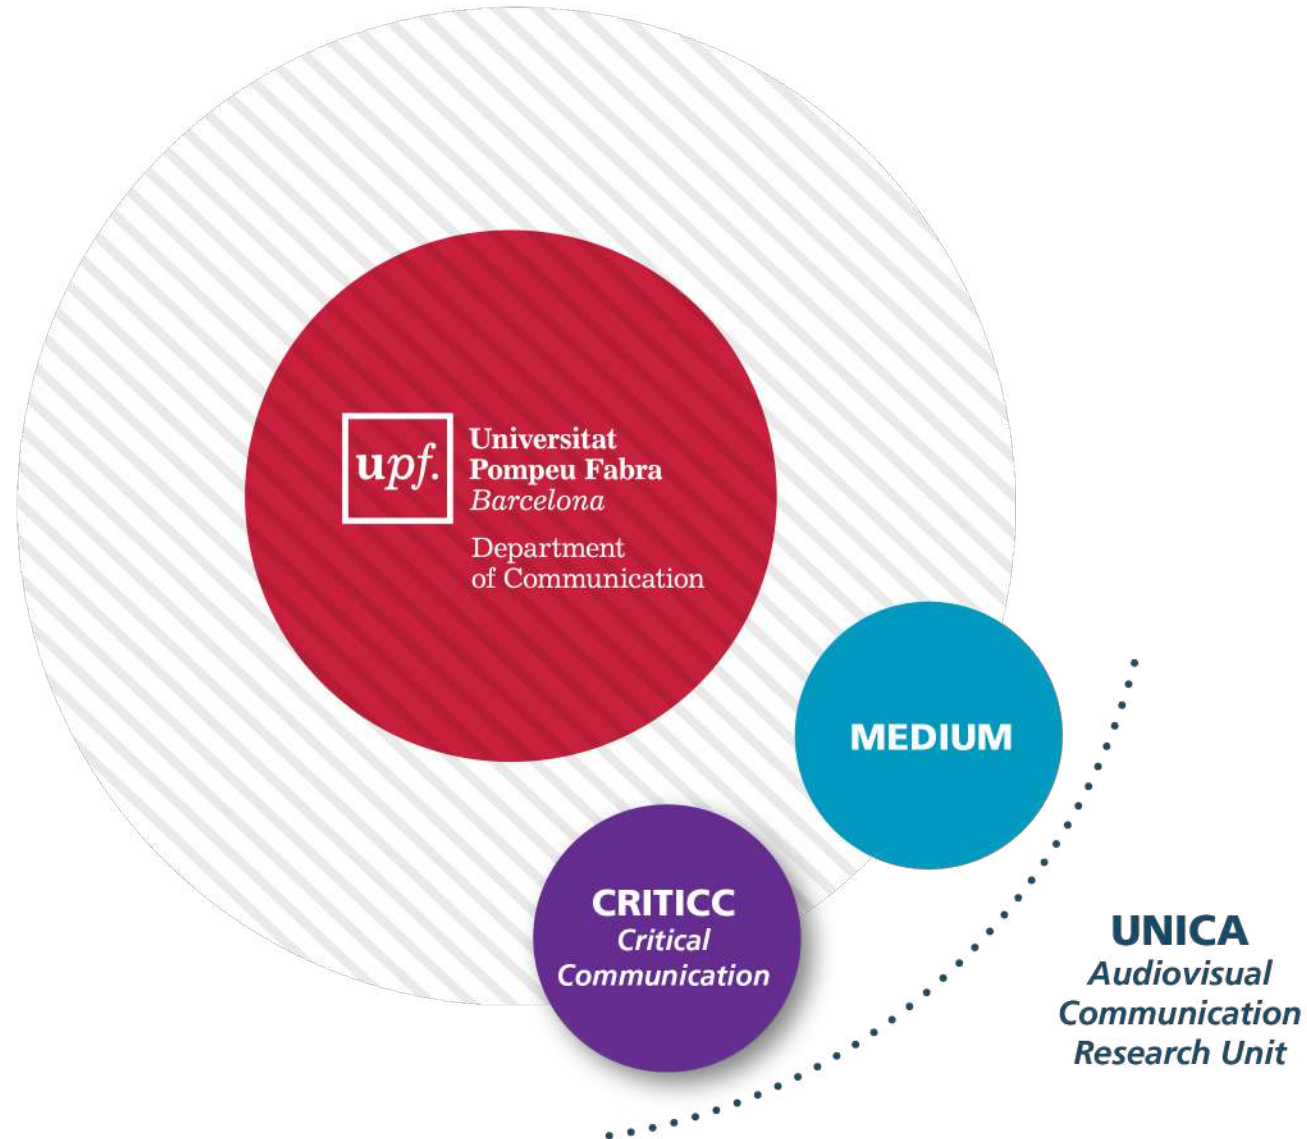 upf.
Universitat
Pompeu Fabra
Barcelona
Department
of Communication
MEDIUM
CRITICC
Critical
Communication
UNICA
Audiovisual
Communication
Research Unit